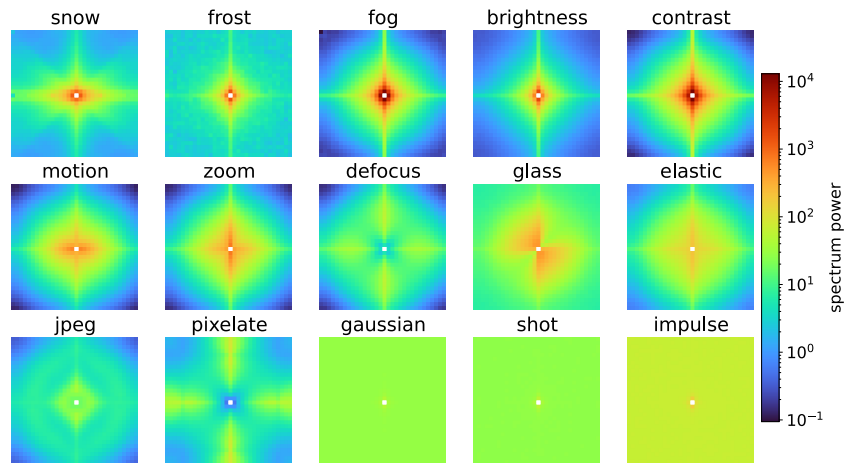 snow frost fog brightness contrast
motion zoom defocus glass elastic
jpeg pixelate gaussian shot impulse
10^4
10^3
10^2
10^1
10^0
10^−1
spectrum power